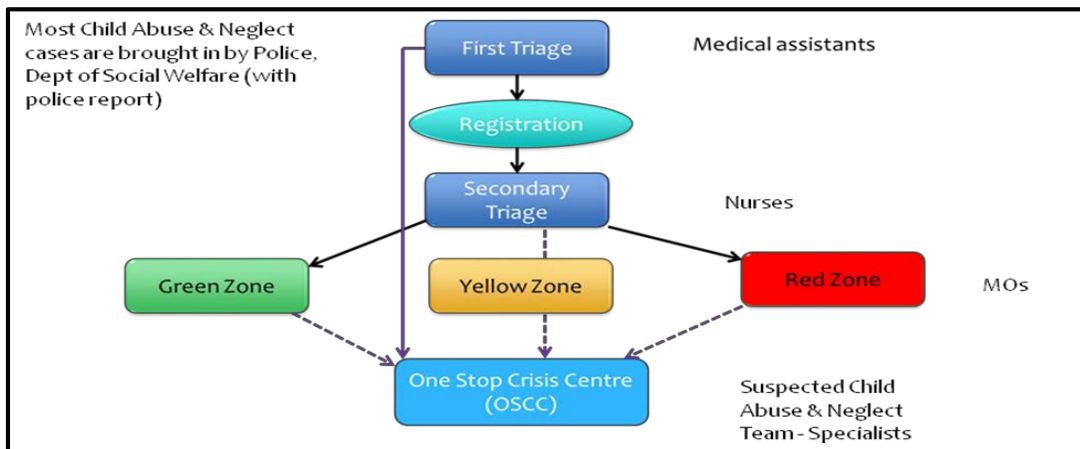 Most Child Abuse & Neglect
cases are brought in by Police,
Dept of Social Welfare (with
police report)
First Triage
Medical assistants
Registration
Secondary
Triage
Nurses
Green Zone
Yellow Zone
Red Zone
MOs
One Stop Crisis Centre
(OSCC)
Suspected Child
Abuse & Neglect
Team - Specialists